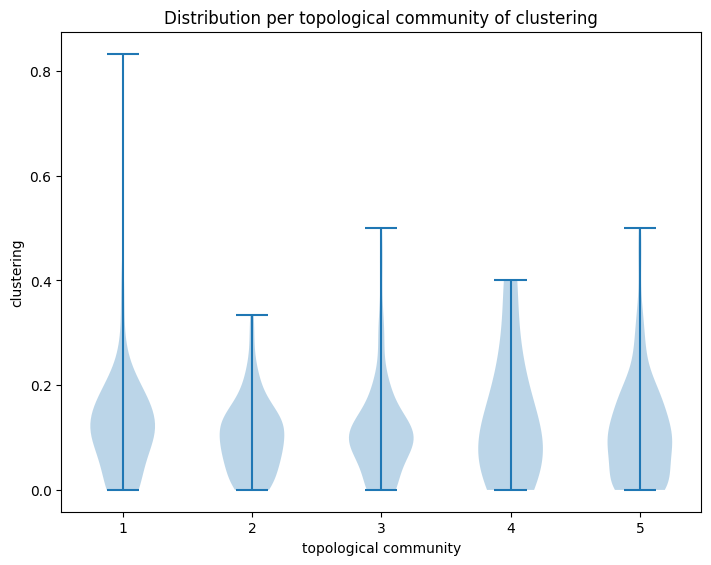 Distribution per topological community of clustering
clustering
0.8
0.6
0.4
0.2
0.0
1 2 3 4 5
topological community